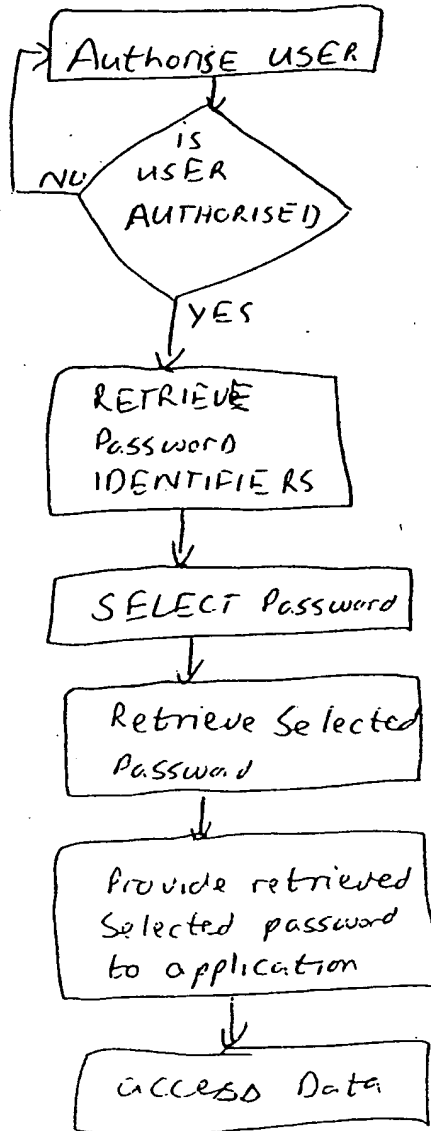 Authorise USER
is
USER
AUTHORISED
NO
YES
RETRIEVE
Password
IDENTIFIERS
SELECT Password
Retrieve Selected
Password
Provide retrieved
Selected password
to application
access Data